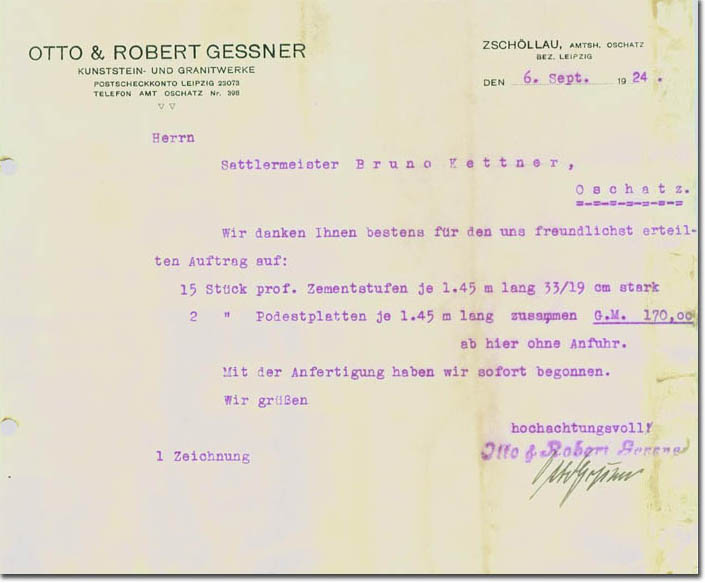 OTTO & ROBERT GESSNER
KUNSTSTEIN- UND GRANITWERKE
POSTSCHECKKONTO LEIPZIG 23073
TELEFON AMT OSCHATZ Nr. 398
ZSCHÖLLAU, AMTSH. OSCHATZ
BEZ. LEIPZIG
DEN 6. Sept. 1924.
Herrn
Sattlermeister Bruno Kettner,
Oschatz.
Wir danken Ihnen bestens für den uns freundlichst erteil-
ten Auftrag auf:
15 Stück prof. Zementstufen je 1.45 m lang 33/19 cm stark
2 " Podestplatten je 1.45 m lang zusammen G.M. 170,00
ab hier ohne Anfuhr.
Mit der Anfertigung haben wir sofort begonnen.
Wir grüßen
hochachtungsvoll!
Otto & Robert
1 Zeichnung